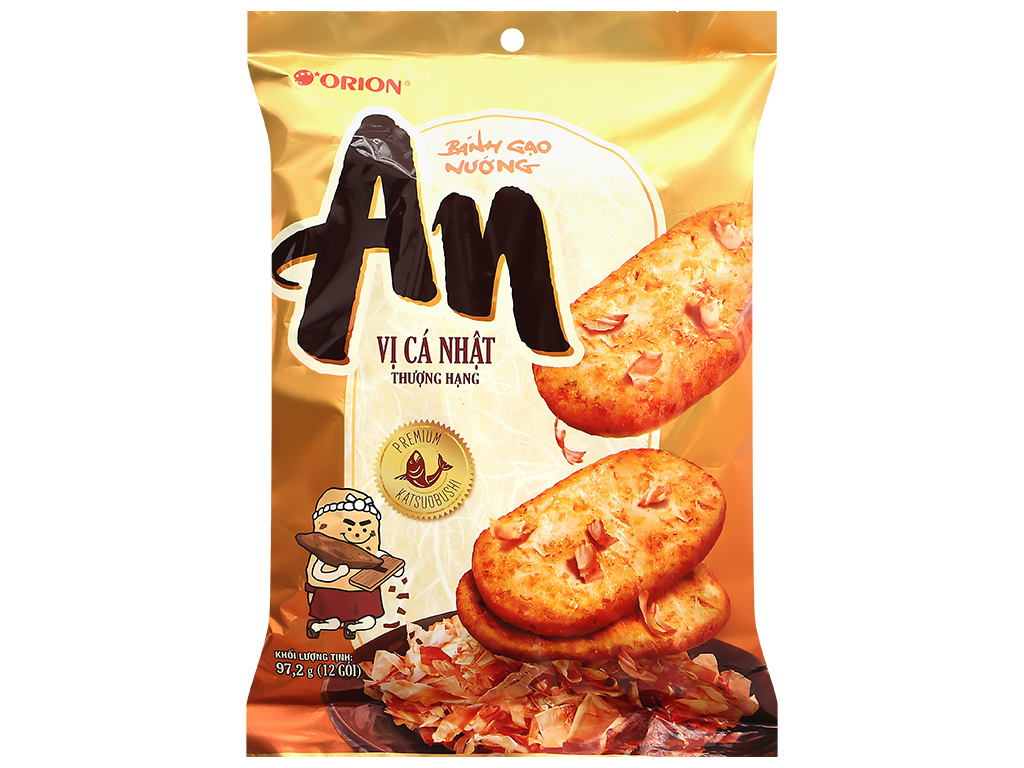 ORION®
BÁNH GẠO
NƯỚNG
An
VỊ CÁ NHẬT
THƯỢNG HẠNG
PREMIUM
KATSUOBUSHI
KHỐI LƯỢNG TỊNH:
97,2 g (12 GÓI)